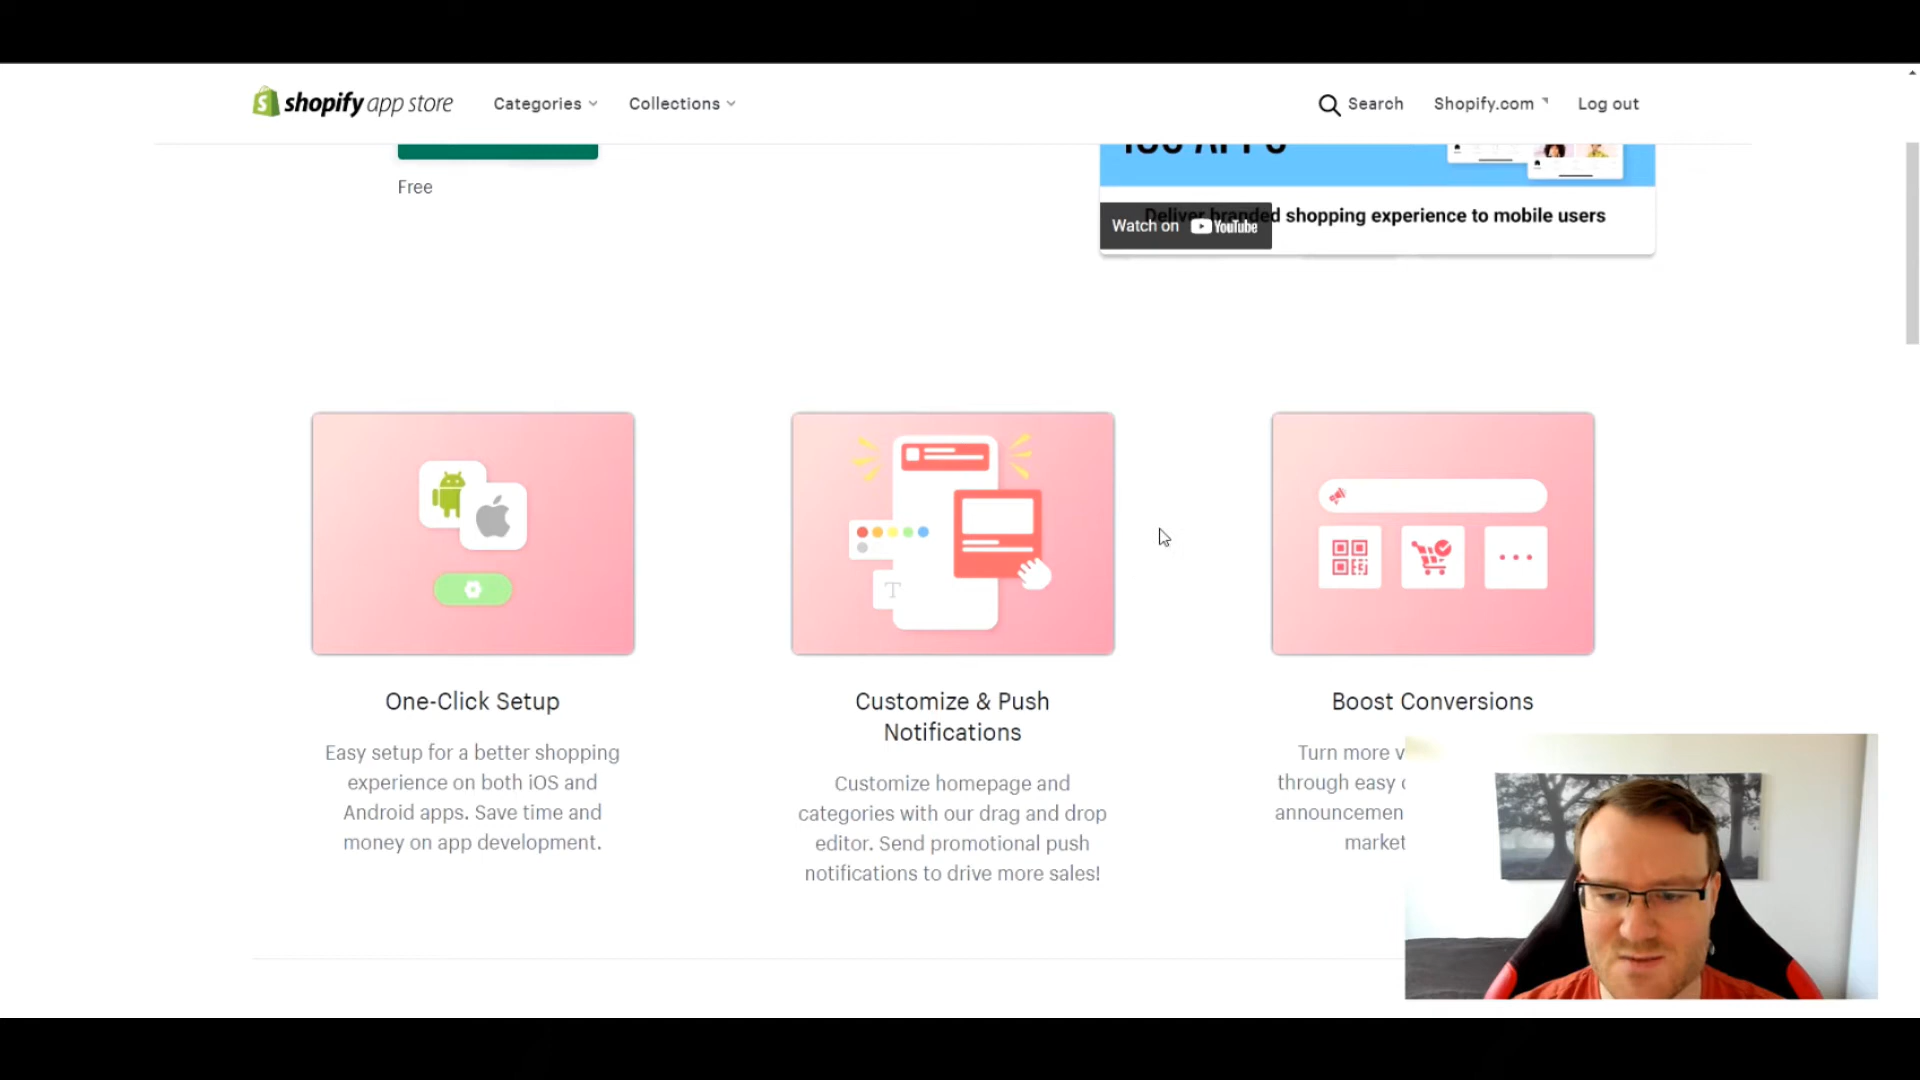 shopify app store
Categories
Collections
Search
Shopify.com
Log out
Free
Deliver branded shopping experience to mobile users
Watch on YouTube
One-Click Setup
Easy setup for a better shopping
experience on both iOS and
Android apps. Save time and
money on app development.
T
Customize & Push
Notifications
Customize homepage and
categories with our drag and drop
editor. Send promotional push
notifications to drive more sales!
Boost Conversions
Turn more
through easy